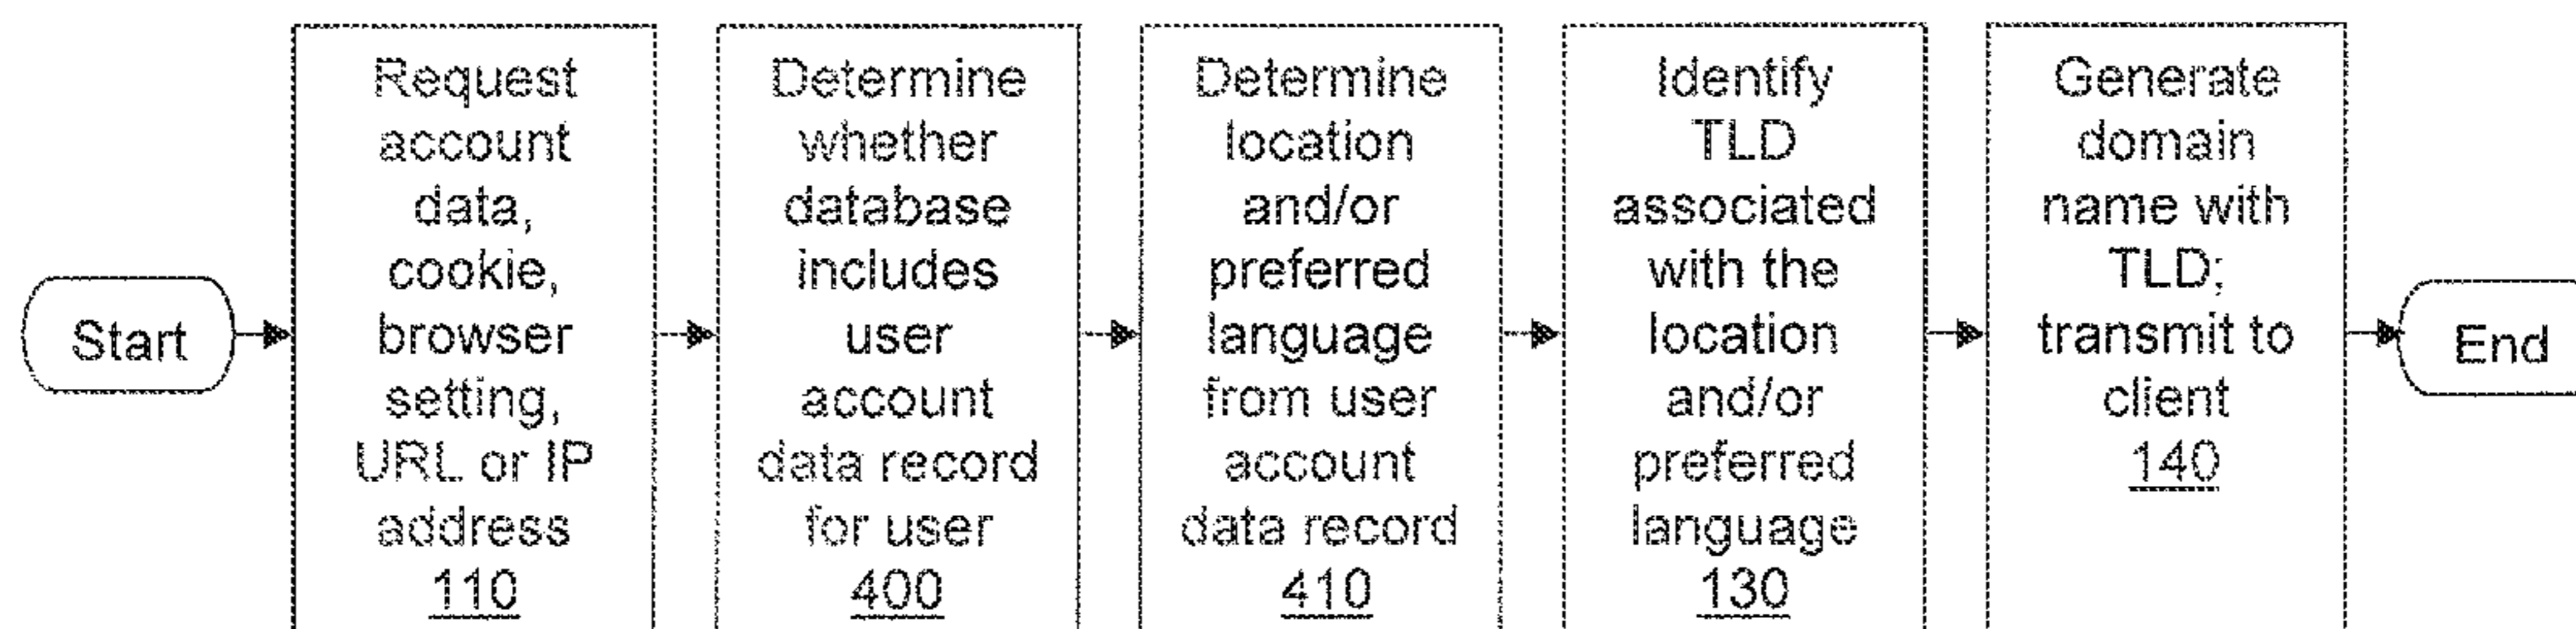 Start
Request
account
data,
cookie,
browser
setting,
URL or IP
address
110
Determine
whether
database
includes
user
account
data record
for user
400
Determine
location
and/or
preferred
language
from user
account
data record
410
Identify
TLD
associated
with the
location
and/or
preferred
language
130
Generate
domain
name with
TLD;
transmit to
client
140
End